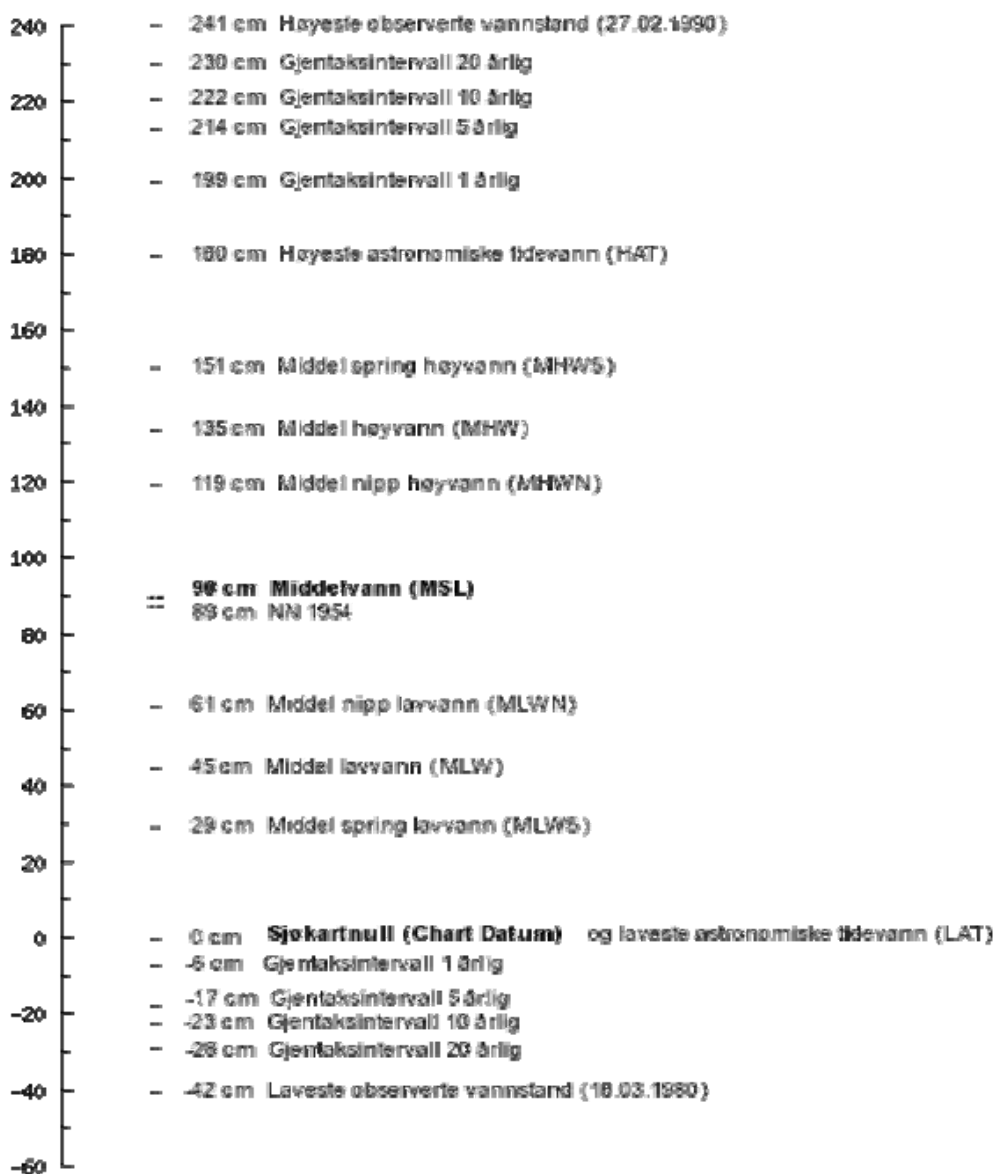 240 241 cm Høyeste observerte vannstand (27.02.1990)
230 cm Gjentaksintervall 20 årlig
220 222 cm Gjentaksintervall 10 årlig
214 cm Gjentaksintervall 5 årlig
200 199 cm Gjentaksintervall 1 årlig
180 180 cm Høyeste astronomiske tidevann (HAT)
160
151 cm Middel spring høyvann (MHWS)
140
135 cm Middel høyvann (MHW)
120 119 cm Middel nipp høyvann (MHWN)
100
90 cm Middelvann (MSL)
cm NN 1954
80
60 61 cm Middel nipp lavvann (MLWN)
45 cm Middel lavvann (MLW)
40
29 cm Middel spring lavvann (MLWS)
20
0 0 cm Sjøkartnull (Chart Datum) og laveste astronomiske tidevann (LAT)
-6 cm Gjentaksintervall 1 årlig
-17 cm Gjentaksintervall 5 årlig
-20 -23 cm Gjentaksintervall 10 årlig
-28 cm Gjentaksintervall 20 årlig
-40 -42 cm Laveste observerte vannstand
-60